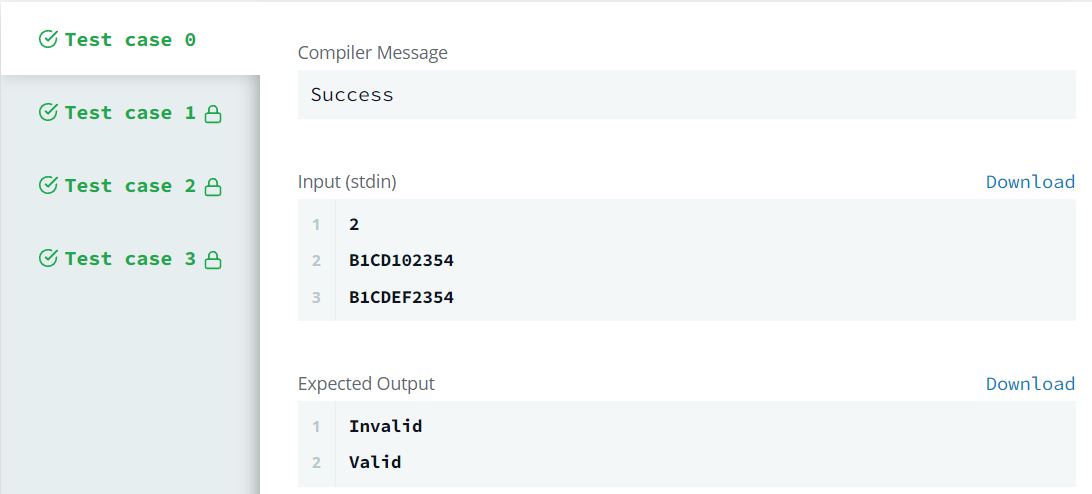 Test case 0
Test case 1
Test case 2
Test case 3
Compiler Message
Success
Input (stdin)
Download
1 2
2 B1CD102354
3 B1CDEF2354
Expected Output
Download
1 Invalid
2 Valid